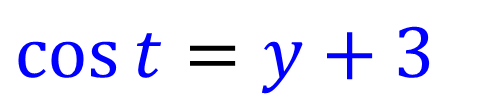 cos t = y + 3